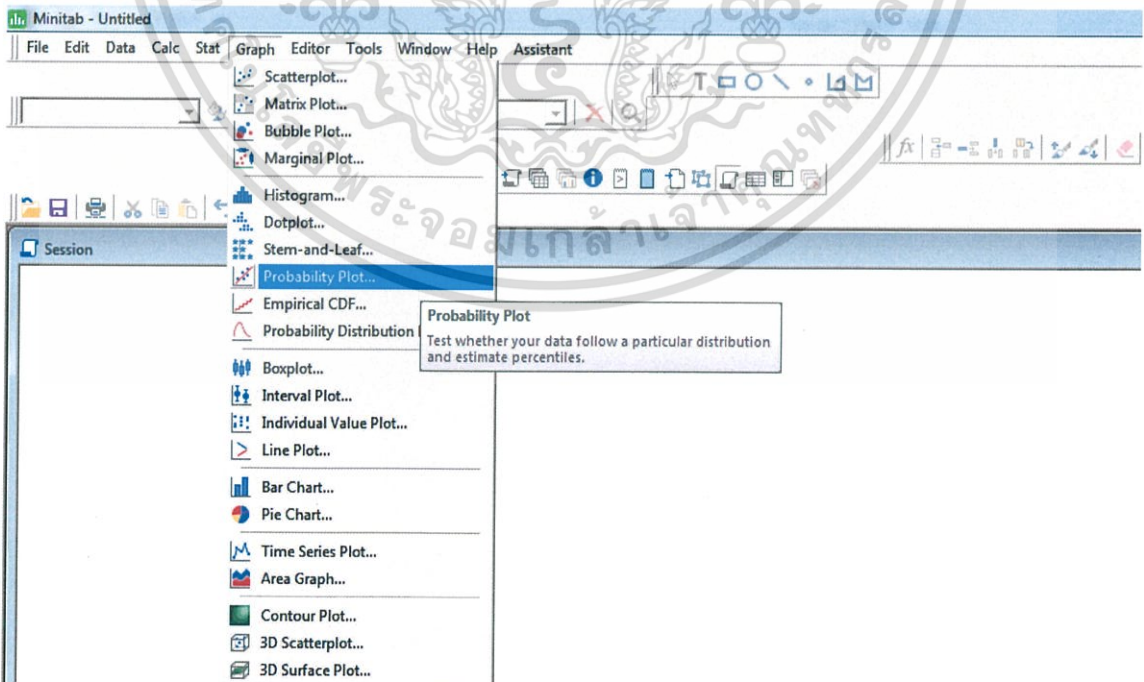 Minitab - Untitled
File Edit Data Calc Stat Graph Editor Tools Window Help Assistant
Scatterplot...
Matrix Plot...
Bubble Plot...
Marginal Plot...
Histogram...
Dotplot...
Stem-and-Leaf...
Probability Plot...
Empirical CDF...
Probability Distribution
Boxplot...
Interval Plot...
Individual Value Plot...
Line Plot...
Bar Chart...
Pie Chart...
Time Series Plot...
Area Graph...
Contour Plot...
3D Scatterplot...
3D Surface Plot...
Session
Probability Plot
Test whether your data follow a particular distribution
and estimate percentiles.